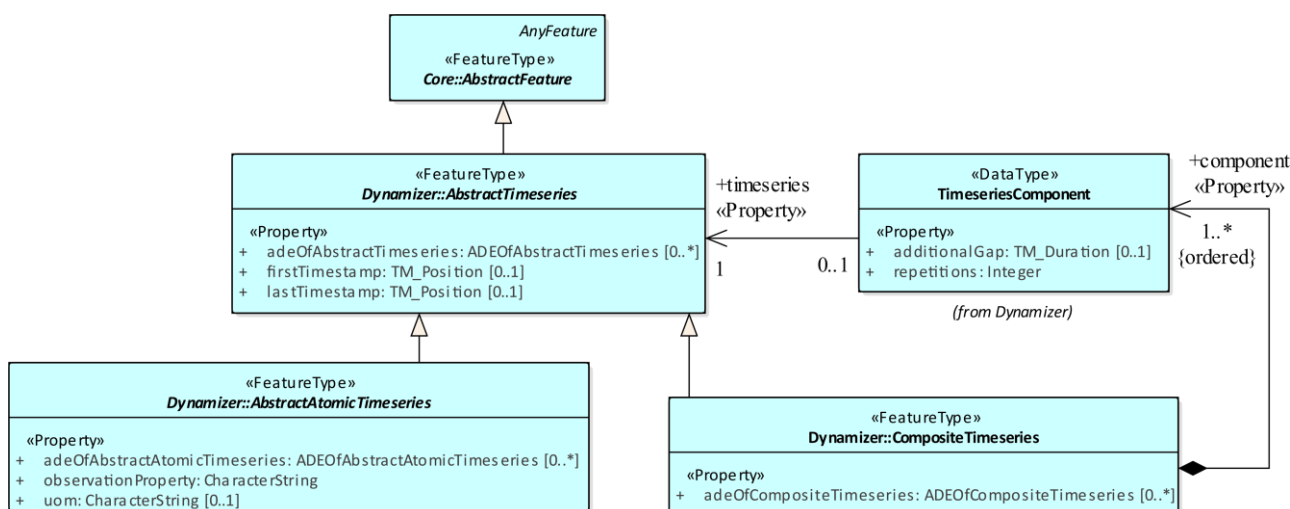 AnyFeature
«FeatureType»
Core::AbstractFeature
«FeatureType»
Dynamizer::AbstractTimeseries
«Property»
+ adeOfAbstractTimeseries: ADEOfAbstractTimeseries [0..*]
+ firstTimestamp: TM_Position [0..1]
+ lastTimestamp: TM_Position [0..1]
+timeseries
«Property»
1
0..1
«DataType»
TimeseriesComponent
«Property»
+ additionalGap: TM_Duration [0..1]
+ repetitions: Integer
(from Dynamizer)
+component
«Property»
1..*
{ordered}
«FeatureType»
Dynamizer::AbstractAtomicTimeseries
«Property»
+ adeOfAbstractAtomicTimeseries: ADEOfAbstractAtomicTimeseries [0..*]
+ observationProperty: CharacterString
+ uom: CharacterString [0..1]
«FeatureType»
Dynamizer::CompositeTimeseries
«Property»
+ adeOfCompositeTimeseries: ADEOfCompositeTimeseries [0..*]